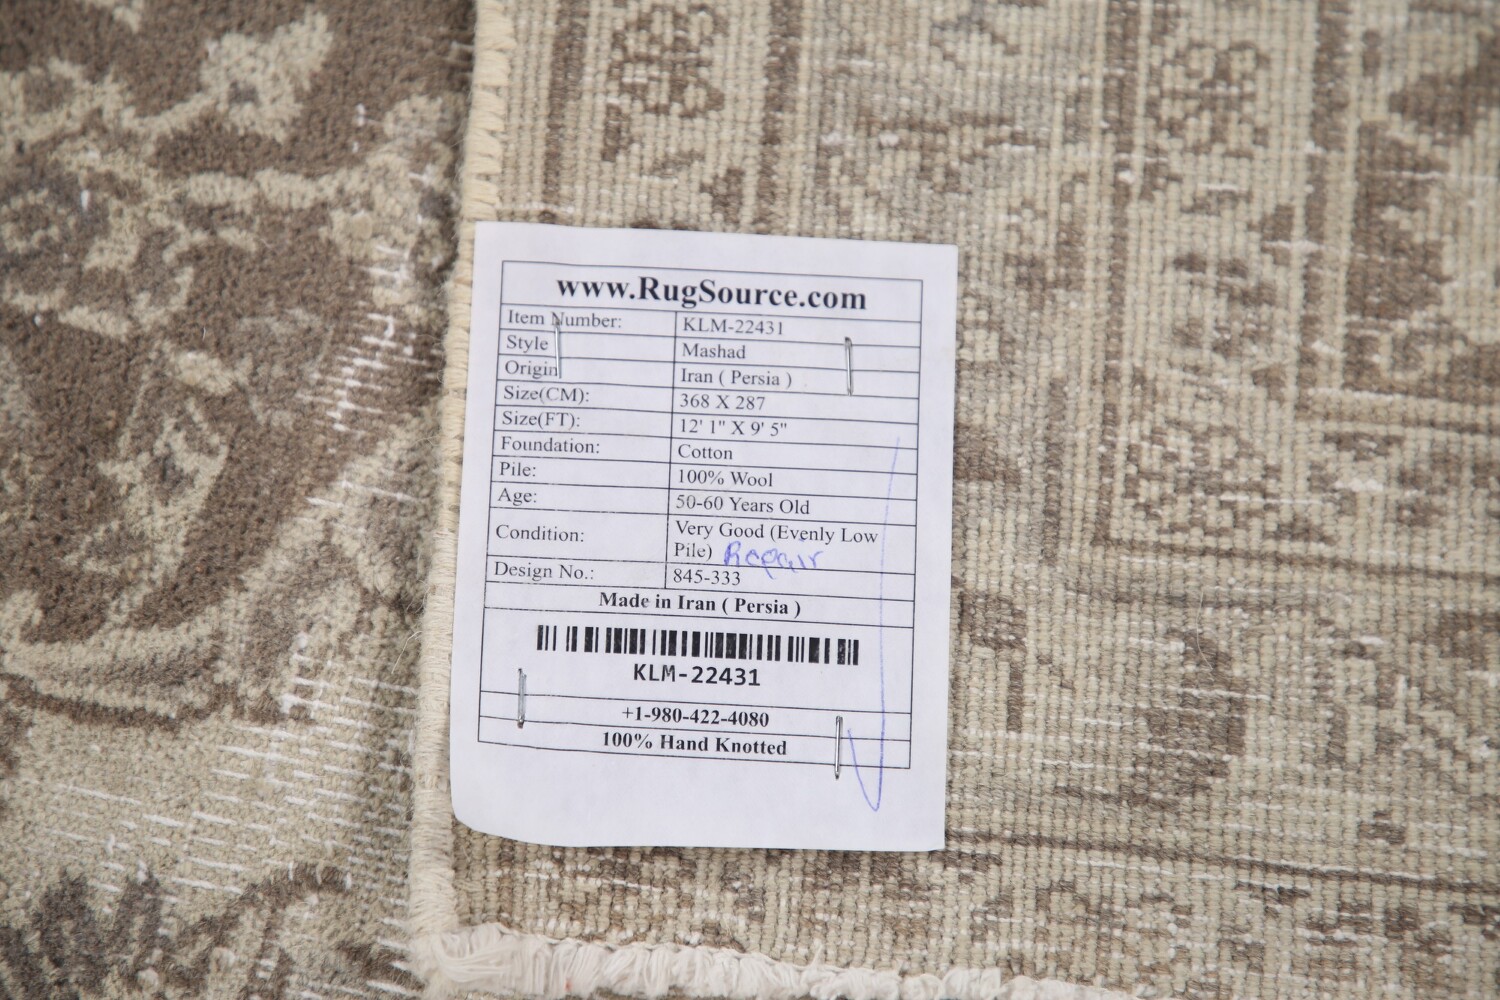 www.RugSource.com
Item Number: KLM-22431
Style Mashad
Origin Iran ( Persia )
Size(CM): 368 X 287
Size(FT): 12' 1" X 9' 5"
Foundation: Cotton
Pile: 100% Wool
Age: 50-60 Years Old
Condition: Very Good (Evenly Low
Pile) Repair
Design No.: 845-333
Made in Iran ( Persia )
KLM-22431
+1-980-422-4080
100% Hand Knotted